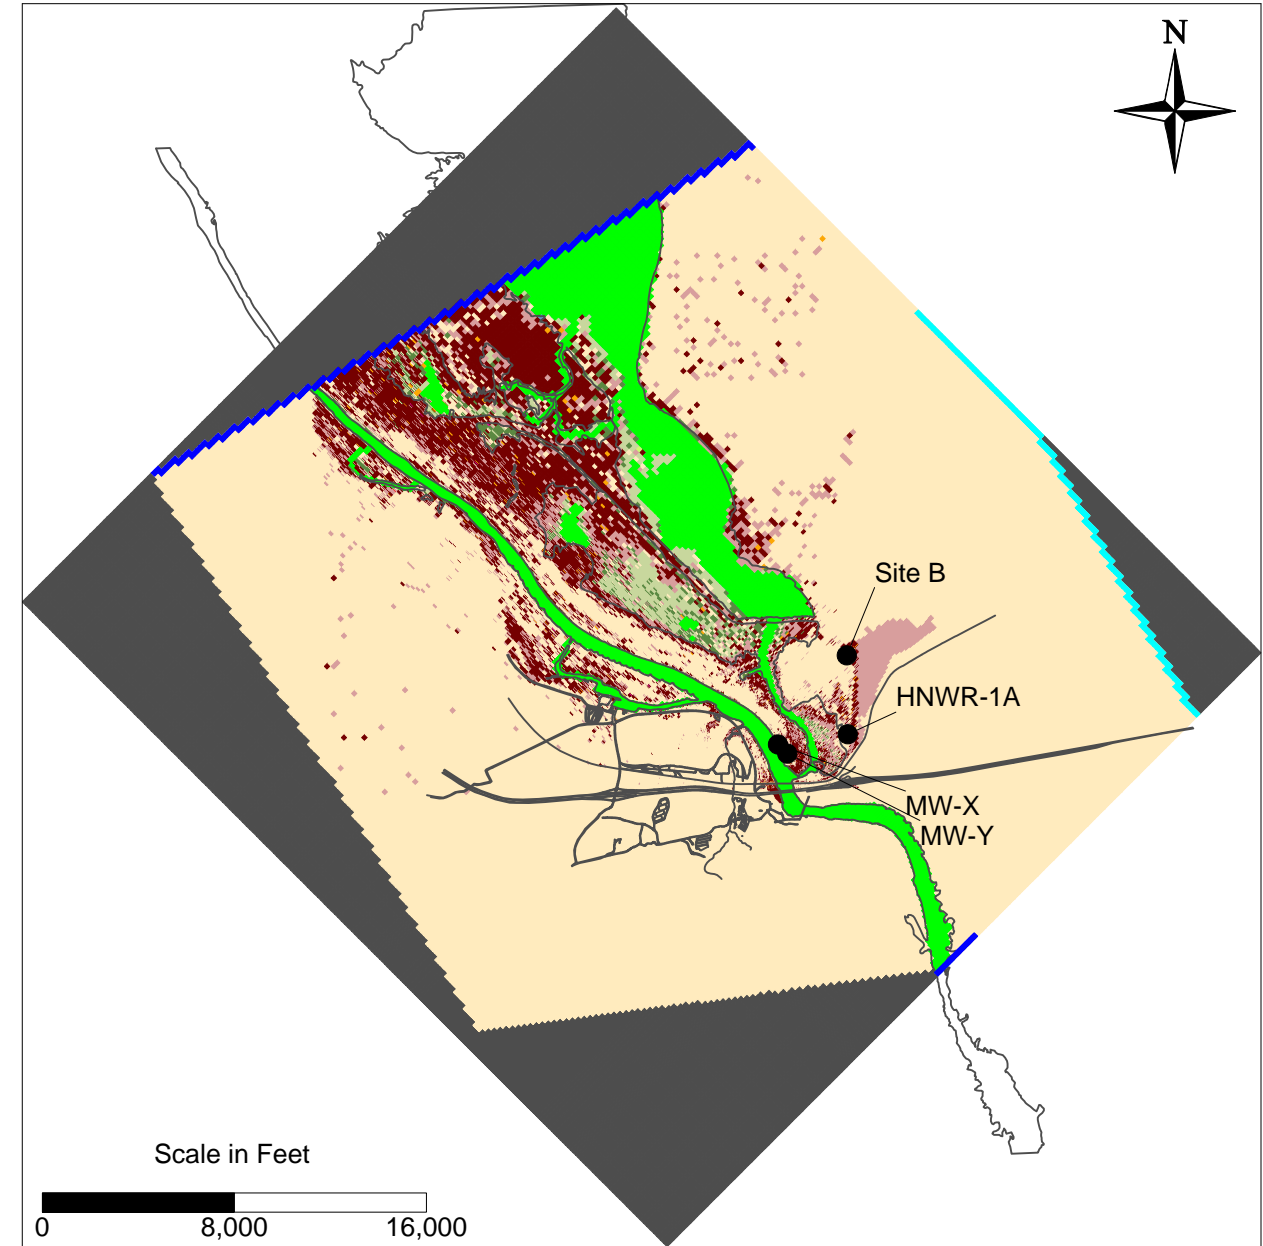 N
Site B
HNWR-1A
MW-X
MW-Y
Scale in Feet
0 8,000 16,000